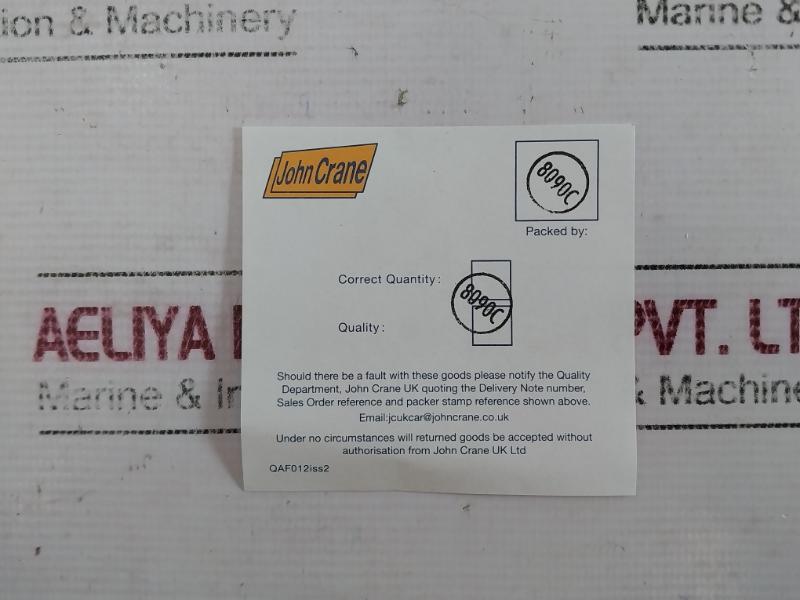 ion & Machinery
Marine &
John Crane
8090C
Packed by:
Correct Quantity:
8090C
Quality:
AELIYA
PVT. LT
Marine &
& Machine
Should there be a fault with these goods please notify the Quality
Department, John Crane UK quoting the Delivery Note number,
Sales Order reference and packer stamp reference shown above.
Email:jcukcar@johncrane.co.uk
Under no circumstances will returned goods be accepted without
authorisation from John Crane UK Ltd
QAF012iss2